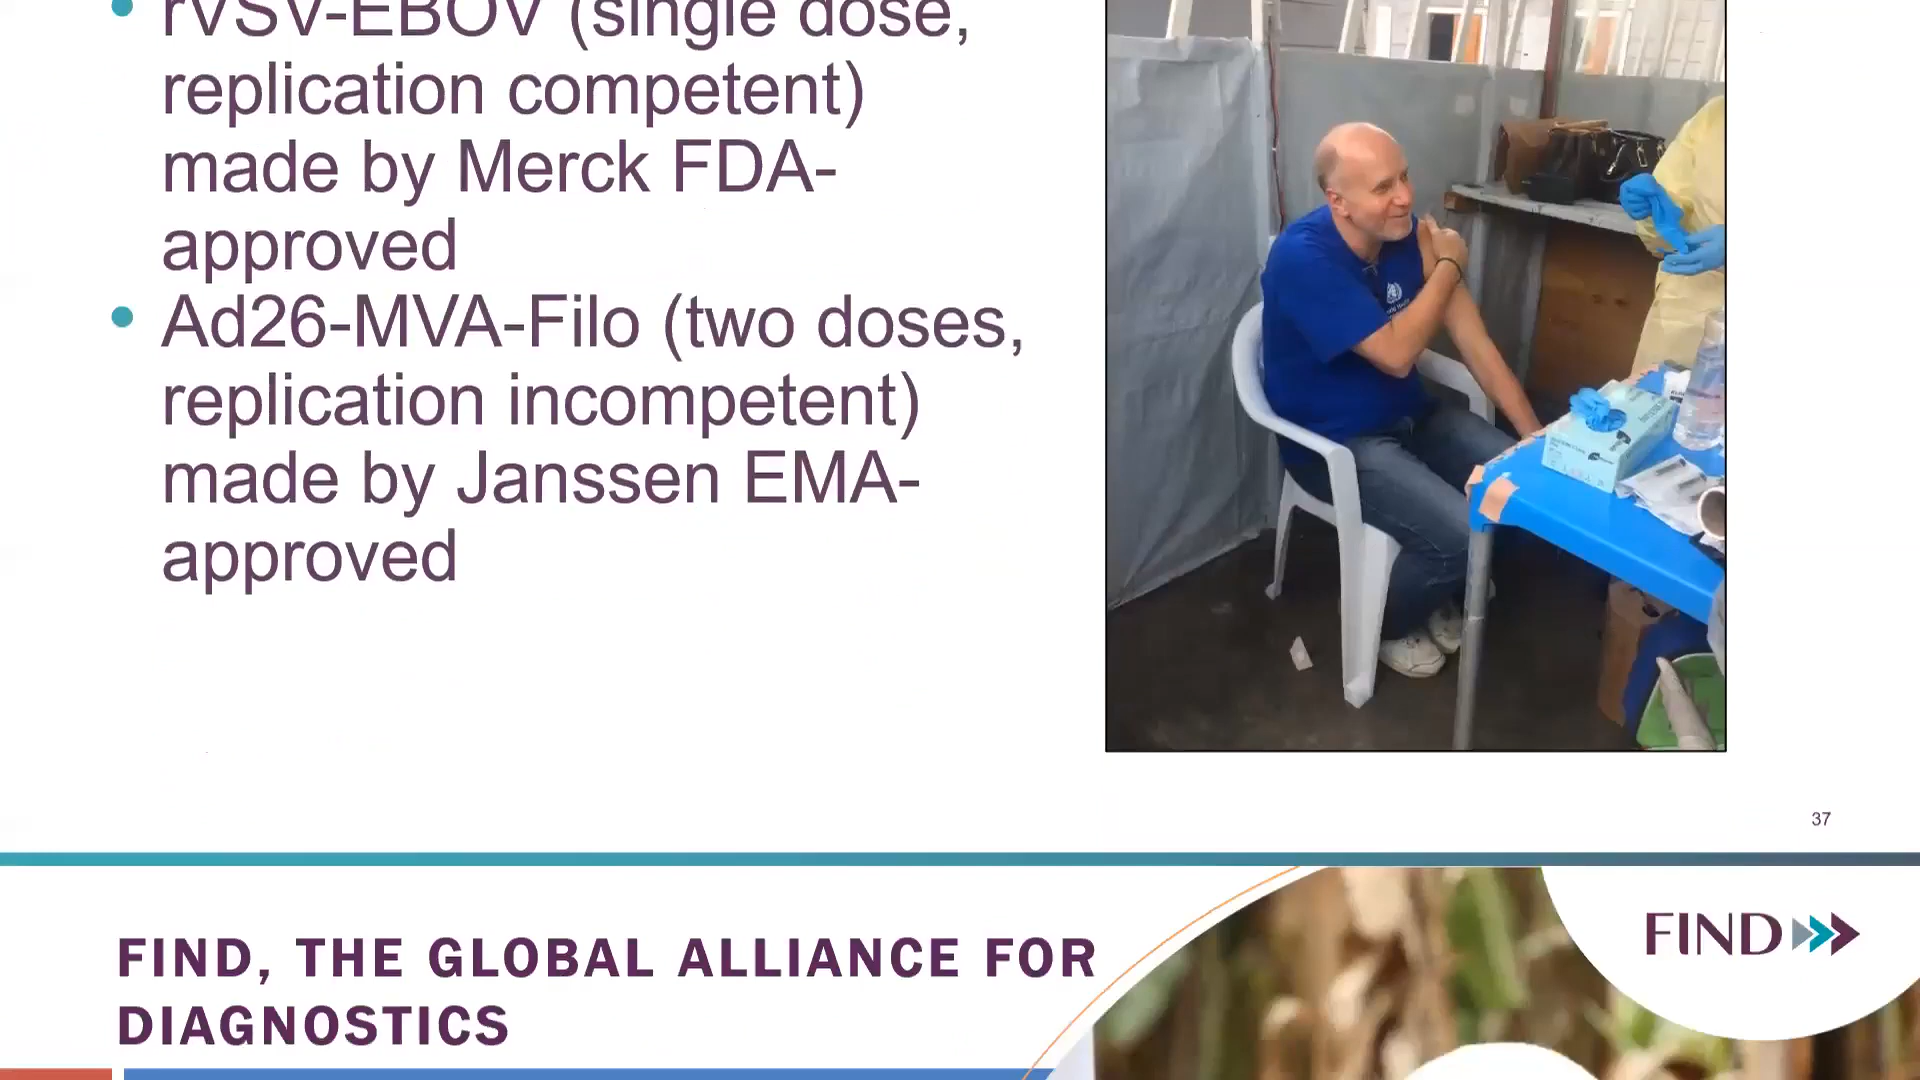 rVSV-EBOV (single dose,
replication competent)
made by Merck FDA-
approved
Ad26-MVA-Filo (two doses,
replication incompetent)
made by Janssen EMA-
approved
37
FIND, THE GLOBAL ALLIANCE FOR
DIAGNOSTICS
FIND